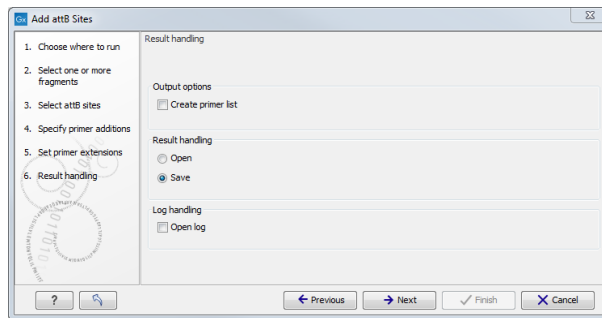 Gx Add attB Sites
1. Choose where to run
2. Select one or more
fragments
3. Select attB sites
4. Specify primer additions
5. Set primer extensions
6. Result handling
Result handling
Output options
Create primer list
Result handling
Open
Save
Log handling
Open log
? Previous Next Finish Cancel